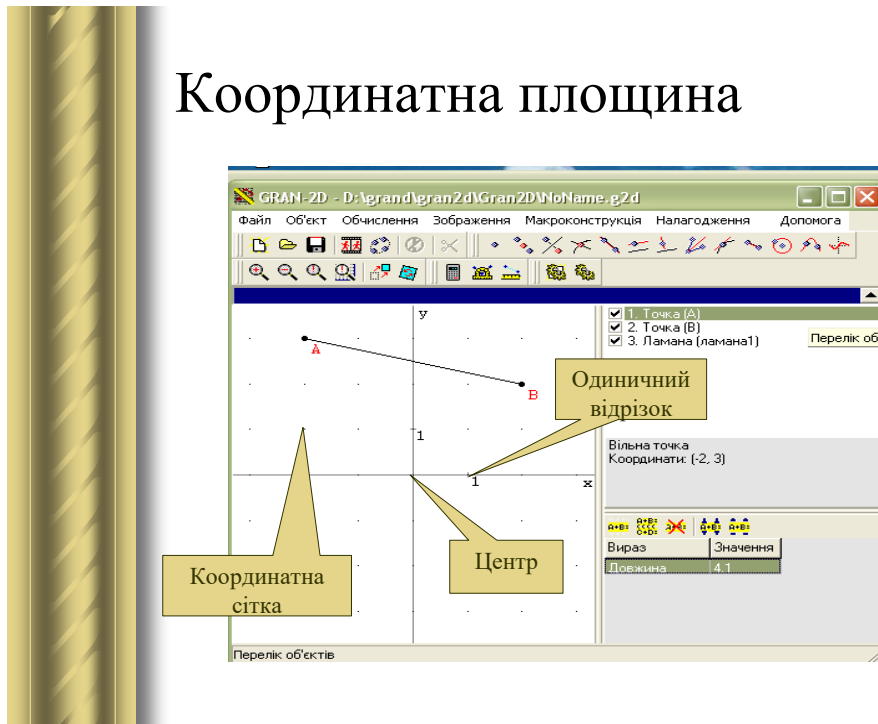 Координатна площина
GRAN-2D - D:\grand\gran2d\Gran2D\NoName.g2d
Файл Об'єкт Обчислення Зображення Макроконструкція Налагодження Допомога
y
1. Точка (A)
2. Точка (B)
3. Ламана (ламана1)
Перелік об
A
B
Одиничний
відрізок
1
Вільна точка
Координати: (-2, 3)
1
x
Вираз Значення
Довжина 4.1
Центр
Координатна
сітка
Перелік об'єктів